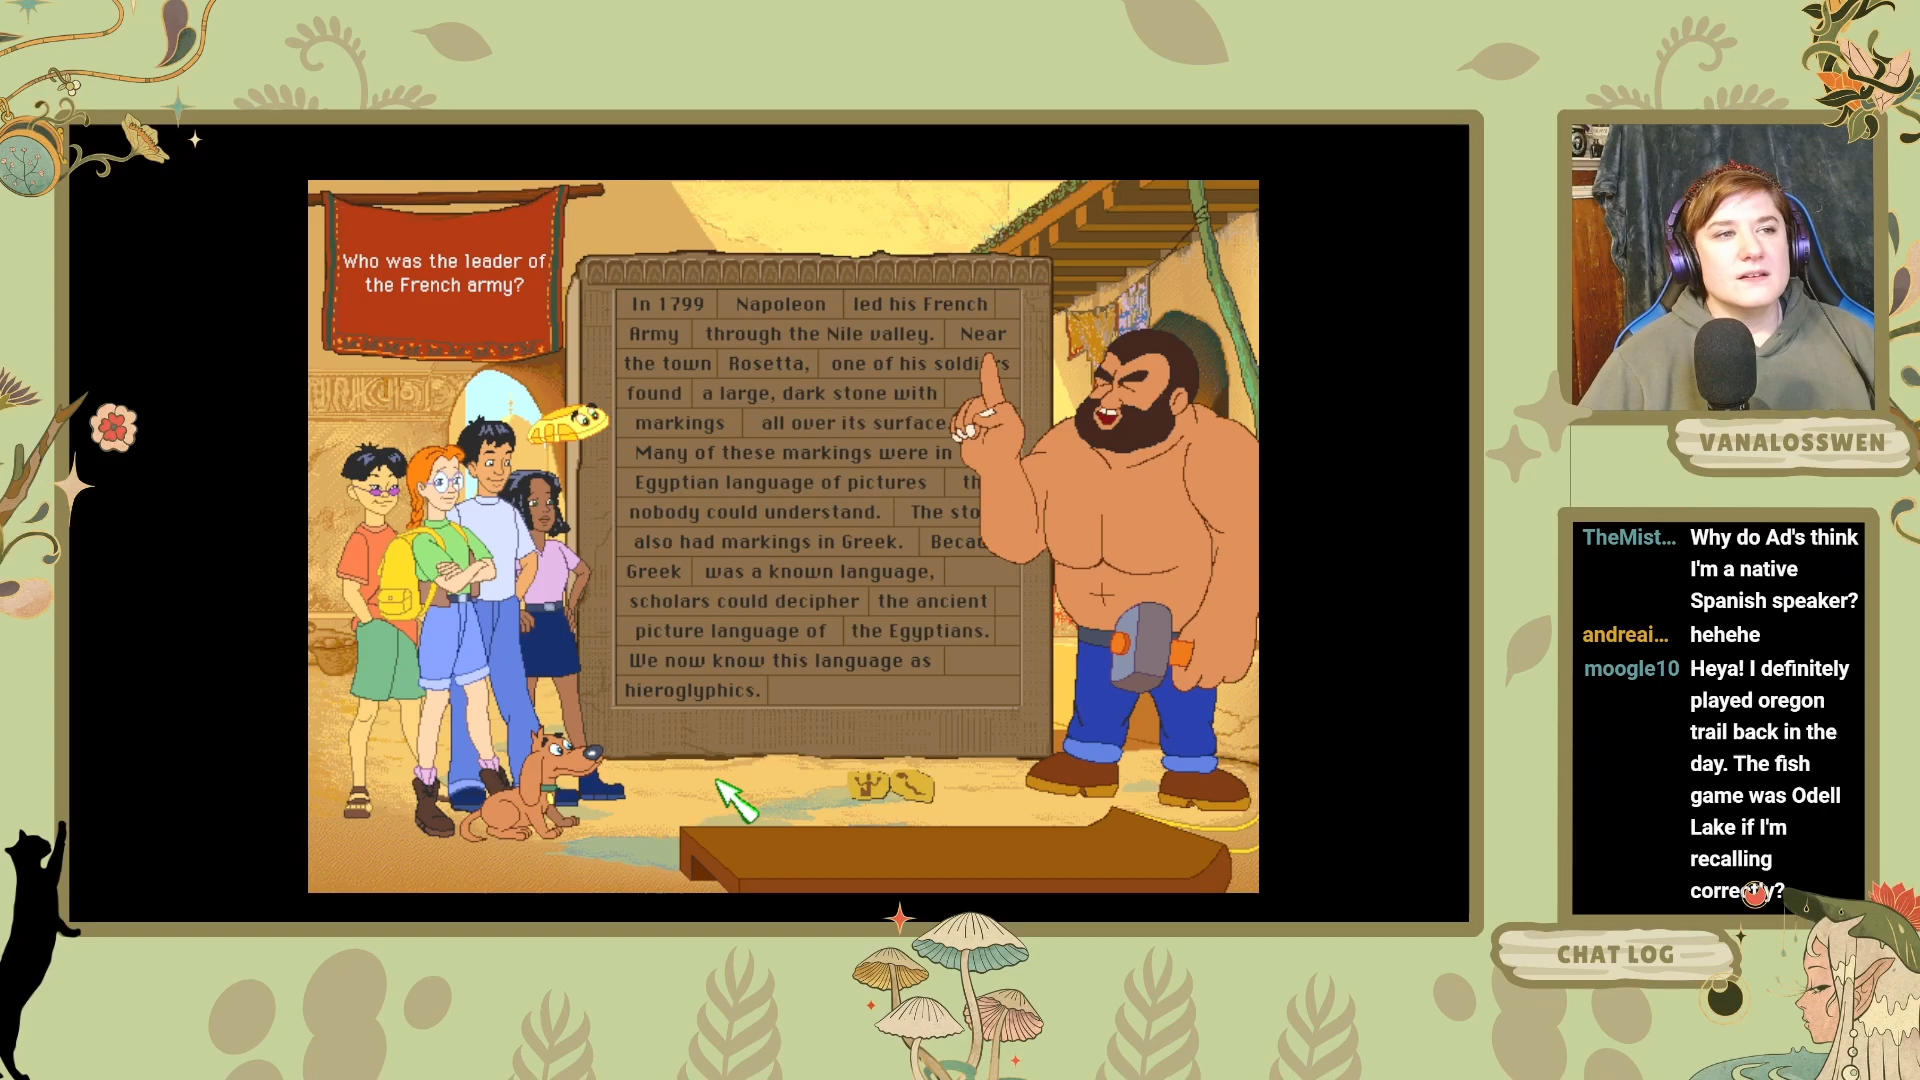 Who was the leader of
the French army?
In 1799 Napoleon led his French
Army through the Nile valley. Near
the town Rosetta, one of his soldiers
found a large, dark stone with
markings all over its surface.
Many of these markings were in
Egyptian language of pictures
nobody could understand. The sto
also had markings in Greek. Becau
Greek was a known language,
scholars could decipher the ancient
picture language of the Egyptians.
We now know this language as
hieroglyphics.
VANALOSSWEN
TheMist... Why do Ad's think
I'm a native
Spanish speaker?
andreai... hehehe
moogle10 Heya! I definitely
played oregon
trail back in the
day. The fish
game was Odell
Lake if I'm
recalling
correctly?
CHAT LOG